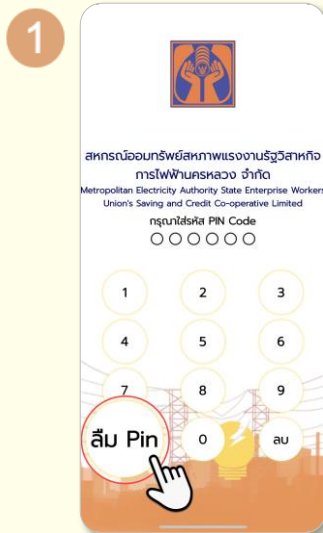 1
สหกรณ์ออมทรัพย์สหภาพแรงงานรัฐวิสาหกิจ
การไฟฟ้านครหลวง จำกัด
Metropolitan Electricity Authority State Enterprise Workers
Union's Saving and Credit Co-operative Limited
กรุณาใส่รหัส PIN Code
1 2 3
4 5 6
7 8 9
ลืม Pin 0 ลบ